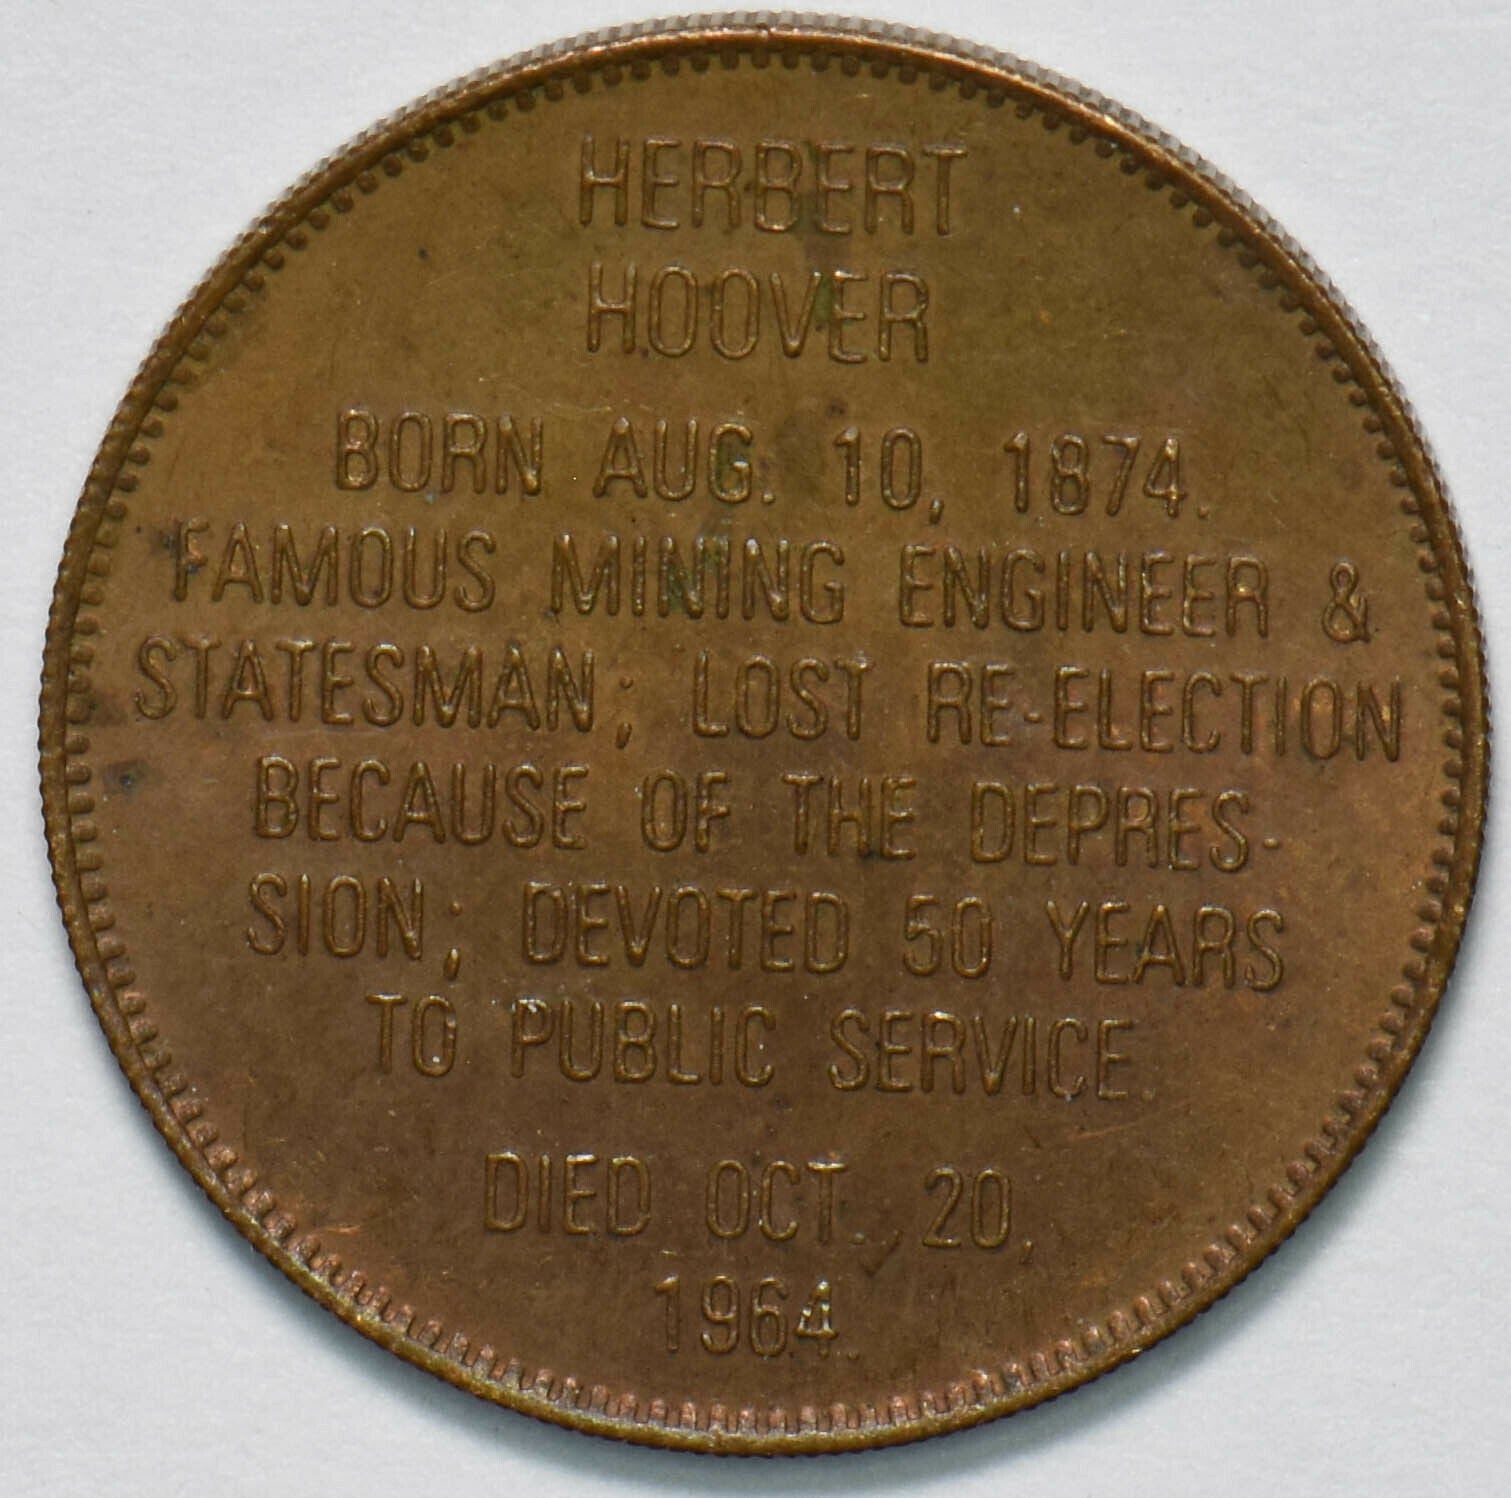 HERBERT
HOOVER
BORN AUG. 10, 1874.
FAMOUS MINING ENGINEER &
STATESMAN; LOST RE-ELECTION
BECAUSE OF THE DEPRES-
SION; DEVOTED 50 YEARS
TO PUBLIC SERVICE.
DIED OCT. 20,
1964.